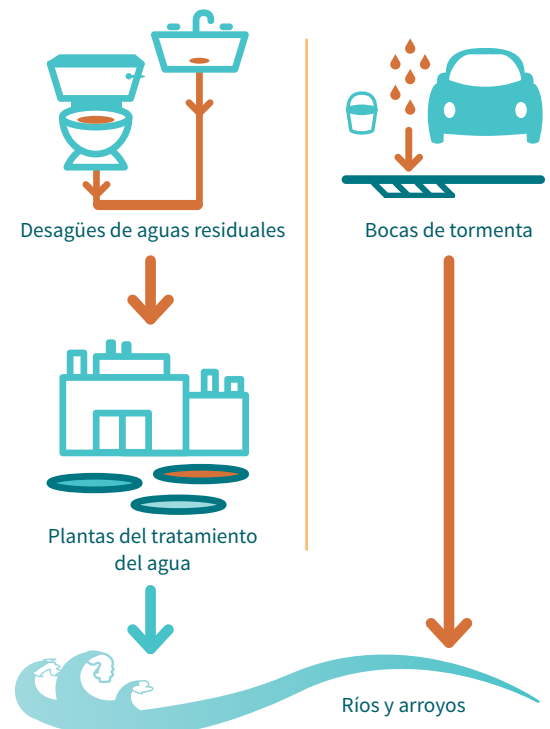 Desagües de aguas residuales
Bocas de tormenta
Plantas del tratamiento
del agua
Ríos y arroyos